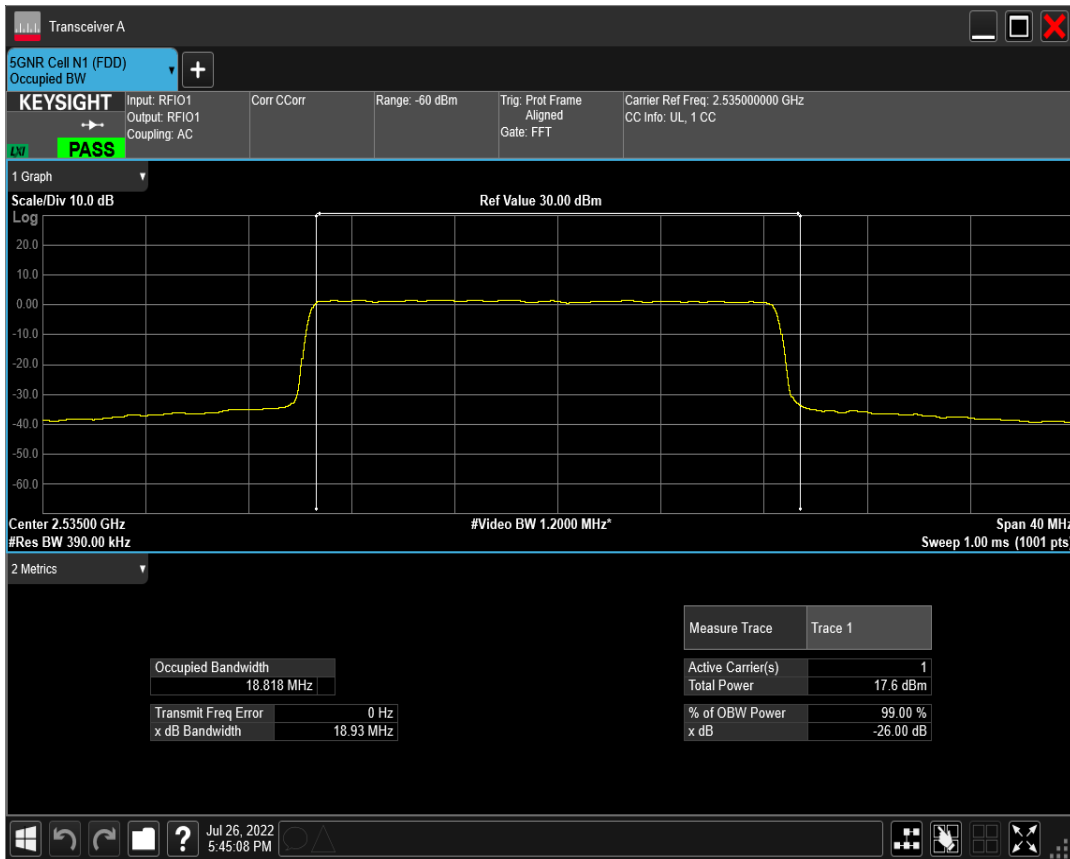 Transceiver A
5GNR Cell N1 (FDD)
Occupied BW
KEYSIGHT
Input: RFIO1
Output: RFIO1
Coupling: AC
Corr CCorr
Range: -60 dBm
Trig: Prot Frame
Aligned
Gate: FFT
Carrier Ref Freq: 2.535000000 GHz
CC Info: UL, 1 CC
LXI
PASS
1 Graph
Scale/Div 10.0 dB
Ref Value 30.00 dBm
Log
20.0
10.0
0.00
-10.0
-20.0
-30.0
-40.0
-50.0
-60.0
Center 2.53500 GHz
#Video BW 1.2000 MHz*
Span 40 MHz
#Res BW 390.00 kHz
Sweep 1.00 ms (1001 pts)
2 Metrics
Measure Trace Trace 1
Occupied Bandwidth
18.818 MHz
Active Carrier(s) 1
Total Power 17.6 dBm
Transmit Freq Error 0 Hz
x dB Bandwidth 18.93 MHz
% of OBW Power 99.00 %
x dB -26.00 dB
?
Jul 26, 2022
5:45:08 PM